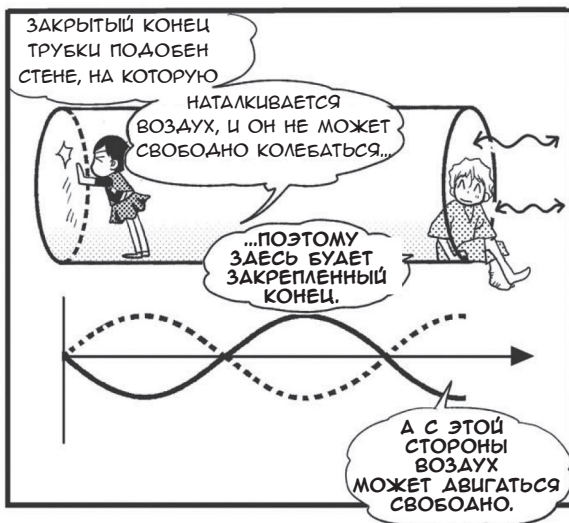 ЗАКРЫТЫЙ КОНЕЦ
ТРУБКИ ПОДОБЕН
СТЕНЕ, НА КОТОРУЮ
НАТАЛКИВАЕТСЯ
ВОЗДУХ, И ОН НЕ МОЖЕТ
СВОБОДНО КОЛЕБАТЬСЯ...
...ПОЭТОМУ
ЗДЕСЬ БУДЕТ
ЗАКРЕПЛЕННЫЙ
КОНЕЦ.
А С ЭТОЙ
СТОРОНЫ
ВОЗДУХ
МОЖЕТ ДВИГАТЬСЯ
СВОБОДНО.